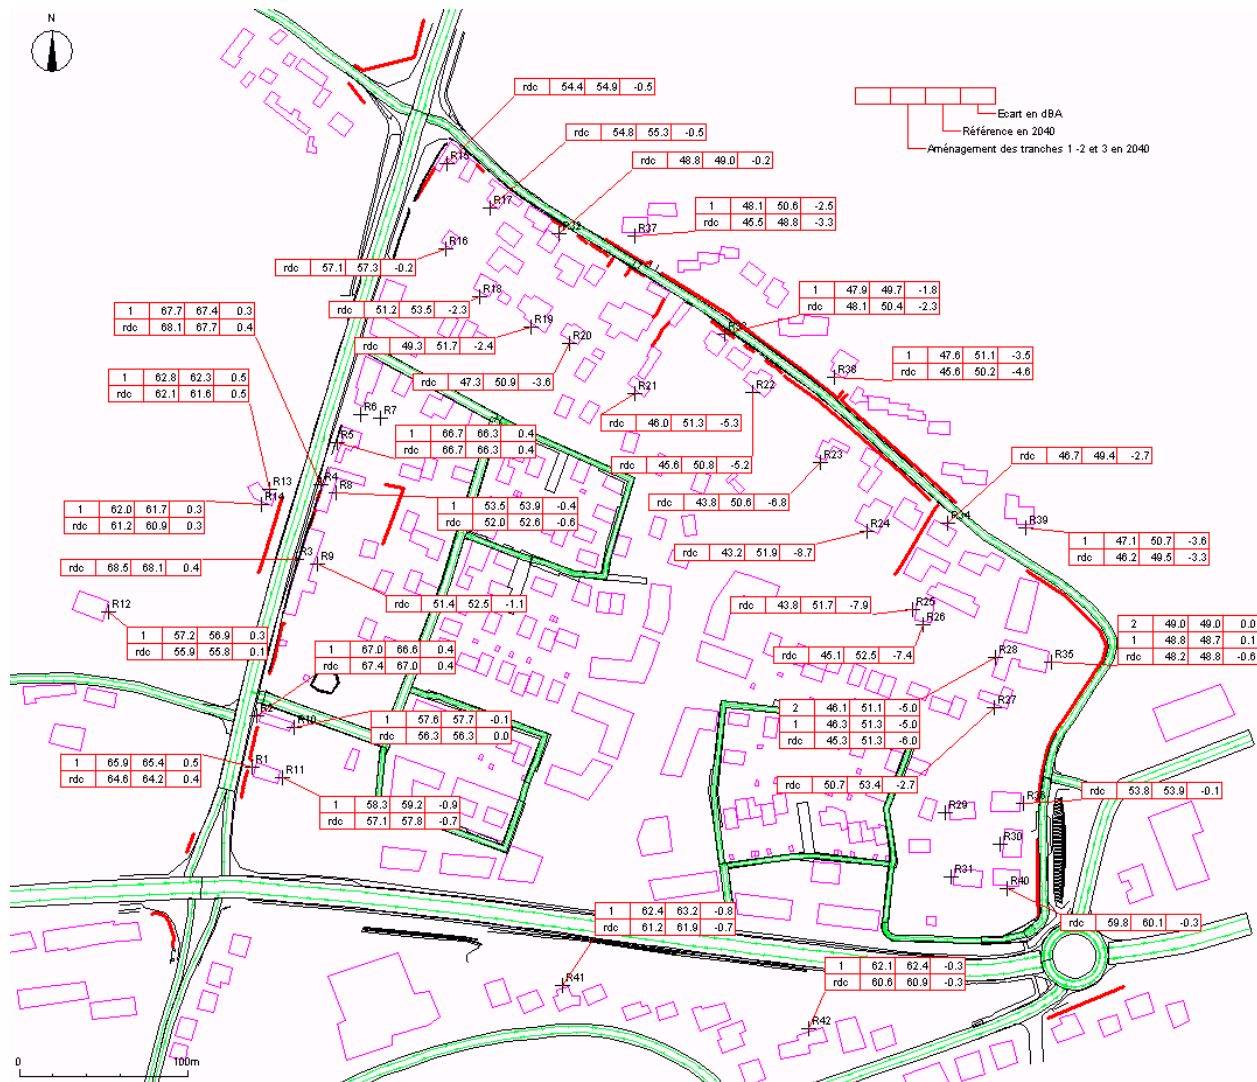 N
rdc 54.4 54.9 -0.5
Ecart en dBA
Référence en 2040
Aménagement des tranches 1 -2 et 3 en 2040
rdc 54.8 55.3 -0.5
rdc 48.8 49.0 -0.2
R15
R17
R32
1 48.1 50.6 -2.5
rdc 45.5 48.8 -3.3
R37
R16
rdc 57.1 57.3 -0.2
R18
rdc 51.2 53.5 -2.3
1 47.9 49.7 -1.8
rdc 48.1 50.4 -2.3
1 67.7 67.4 0.3
rdc 68.1 67.7 0.4
R19
R20
R33
rdc 49.3 51.7 -2.4
1 47.6 51.1 -3.5
rdc 45.6 50.2 -4.6
R38
1 62.8 62.3 0.5
rdc 62.1 61.6 0.5
rdc 47.3 50.9 -3.6
R21
R22
R6
R7
rdc 46.0 51.3 -5.3
R5
1 66.7 66.3 0.4
rdc 66.7 66.3 0.4
rdc 45.6 50.8 -5.2
R23
rdc 46.7 49.4 -2.7
R4
R13
R8
R14
rdc 43.8 50.6 -6.8
1 62.0 61.7 0.3
rdc 61.2 60.9 0.3
1 53.5 53.9 -0.4
rdc 52.0 52.6 -0.6
R24
R34
R39
1 47.1 50.7 -3.6
rdc 46.2 49.5 -3.3
rdc 43.2 51.9 -8.7
R3
R9
rdc 68.5 68.1 0.4
R12
rdc 51.4 52.5 -1.1
rdc 43.8 51.7 -7.9
R25
R26
1 57.2 56.9 0.3
rdc 55.9 55.8 0.1
1 67.0 66.6 0.4
rdc 67.4 67.0 0.4
rdc 45.1 52.5 -7.4
R28
R35
2 49.0 49.0 0.0
1 48.8 48.7 0.1
rdc 48.2 48.8 -0.6
R2
R10
1 57.6 57.7 -0.1
rdc 56.3 56.3 0.0
2 46.1 51.1 -5.0
1 46.3 51.3 -5.0
rdc 45.3 51.3 -6.0
R27
R1
1 65.9 65.4 0.5
rdc 64.6 64.2 0.4
R11
rdc 50.7 53.4 -2.7
rdc 53.8 53.9 -0.1
1 58.3 59.2 -0.9
rdc 57.1 57.8 -0.7
R29
R30
R31
R40
1 62.4 63.2 -0.8
rdc 61.2 61.9 -0.7
rdc 59.8 60.1 -0.3
1 62.1 62.4 -0.3
rdc 60.6 60.9 -0.3
R41
R42
0 100m